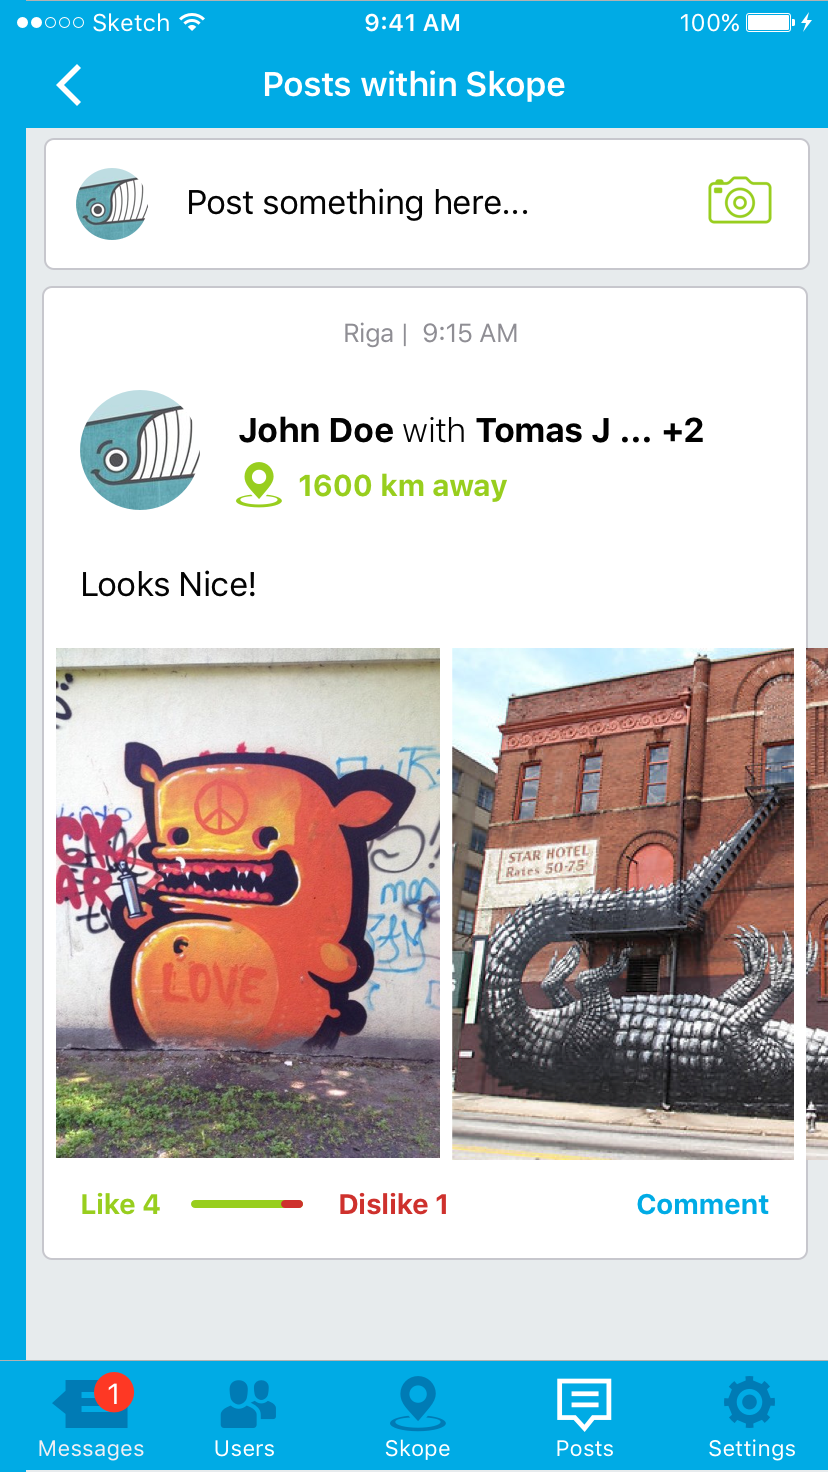 Sketch 9:41 AM 100%
Posts within Skope
Post something here...
Riga | 9:15 AM
John Doe with Tomas J ... +2
1600 km away
Looks Nice!
LOVE
STAR HOTEL
Rates 50-75
Like 4 Dislike 1 Comment
1
Messages Users Skope Posts Settings